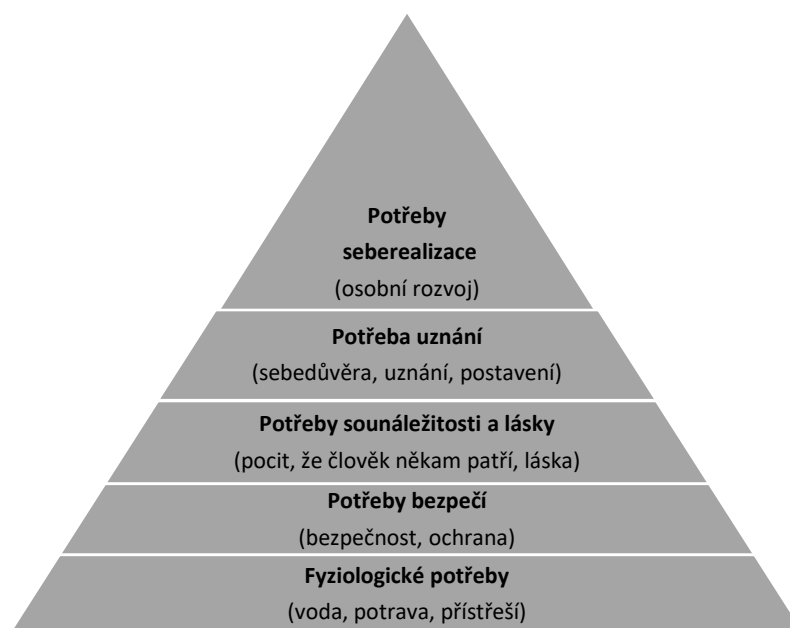 Potřeby
seberealizace
(osobní rozvoj)
Potřeba uznání
(sebedůvěra, uznání, postavení)
Potřeby sounáležitosti a lásky
(pocit, že člověk někam patří, láska)
Potřeby bezpečí
(bezpečnost, ochrana)
Fyziologické potřeby
(voda, potrava, přístřeší)